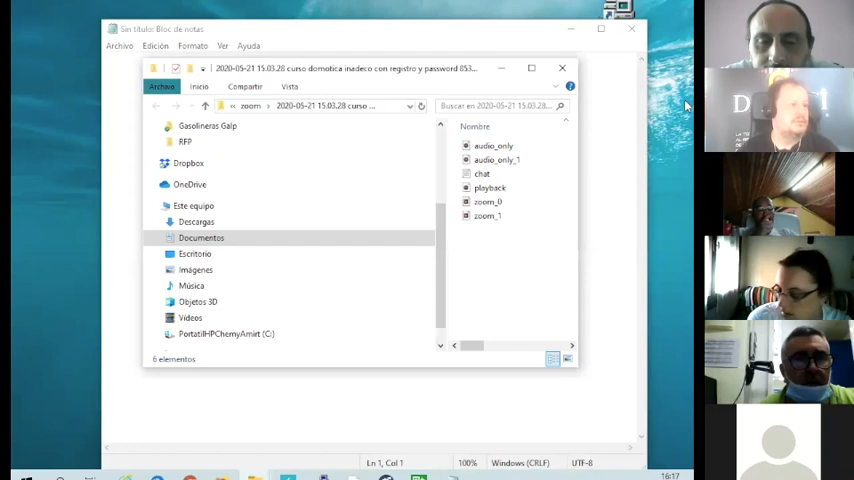 Sin título: Bloc de notas
Archivo Edición Formato Ver Ayuda
2020-05-21 15.03.28 curso domotica inadeco con registro y password 853...
Archivo Inicio Compartir Vista
« zoom > 2020-05-21 15.03.28 curso ...
Buscar en 2020-05-21 15.03.28...
Gasolineras Galp
RFP
Dropbox
OneDrive
Este equipo
Descargas
Documentos
Escritorio
Imágenes
Música
Objetos 3D
Vídeos
PortatilHPChemyAmirt (C:)
Nombre
audio_only
audio_only_1
chat
playback
zoom_0
zoom_1
6 elementos
Ln 1, Col 1 100% Windows (CRLF) UTF-8
16:17